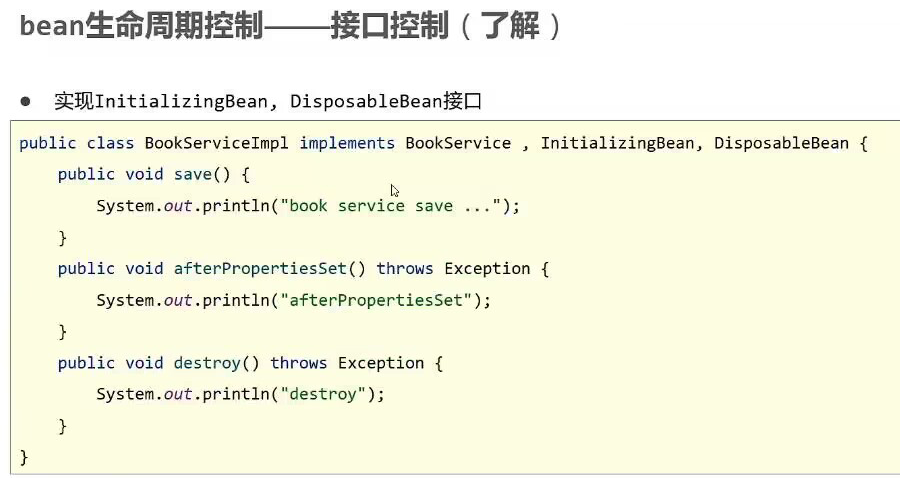 bean生命周期控制——接口控制（了解）
● 实现InitializingBean, DisposableBean接口
public class BookServiceImpl implements BookService , InitializingBean, DisposableBean {
    public void save() {
        System.out.println("book service save ...");
    }
    public void afterPropertiesSet() throws Exception {
        System.out.println("afterPropertiesSet");
    }
    public void destroy() throws Exception {
        System.out.println("destroy");
    }
}